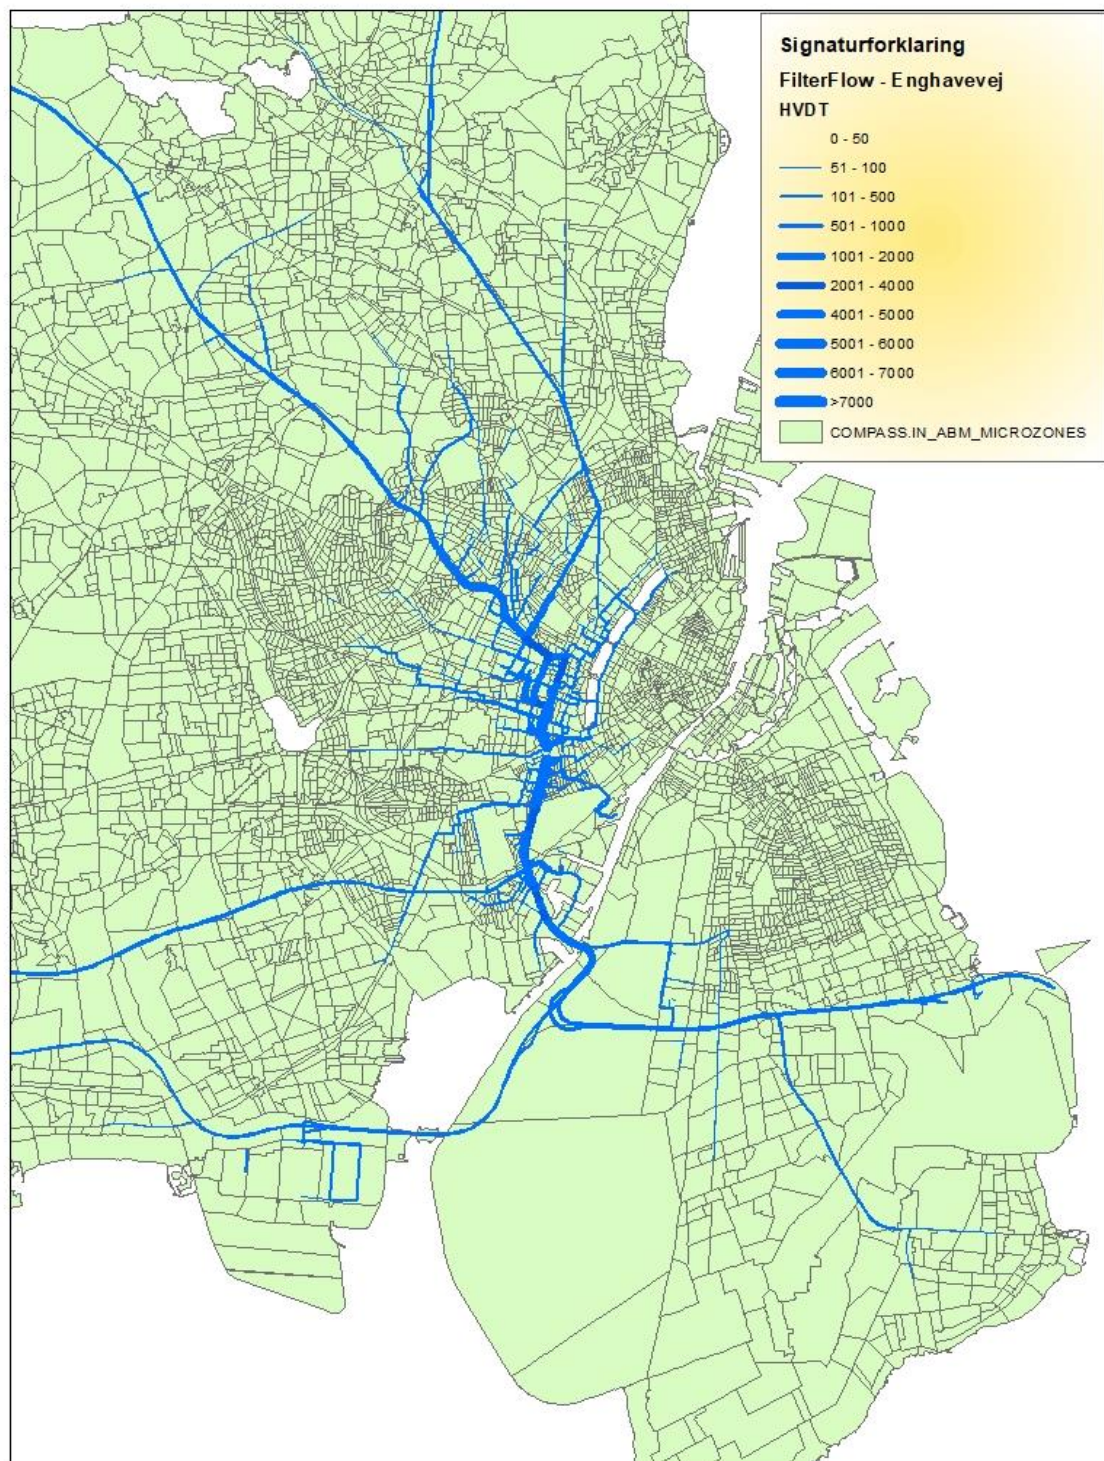 Signaturforklaring
FilterFlow - Enghavevej
HVDT
0 - 50
51 - 100
101 - 500
501 - 1000
1001 - 2000
2001 - 4000
4001 - 5000
5001 - 6000
6001 - 7000
>7000
COMPASS.IN_ABM_MICROZONES